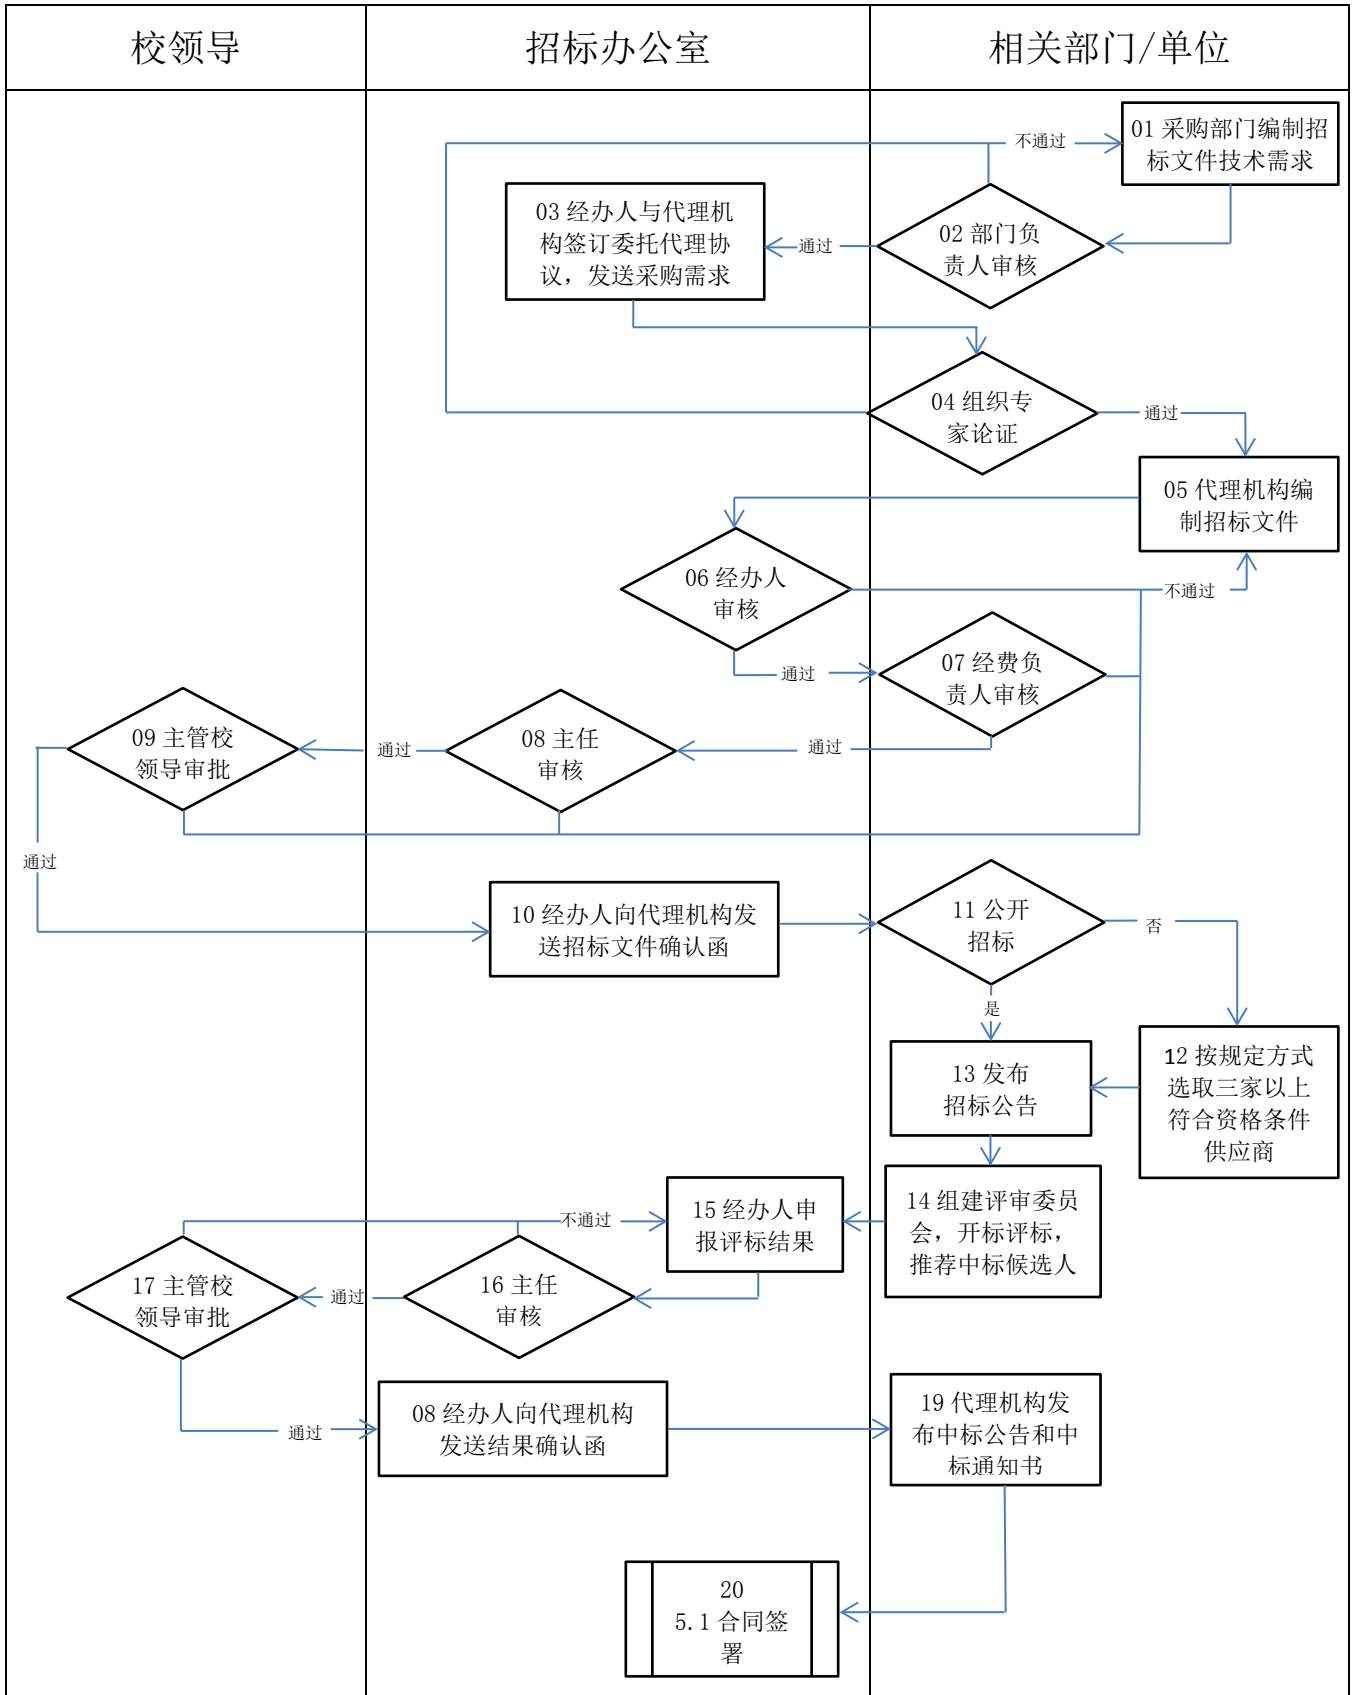 校领导
招标办公室
相关部门/单位
01 采购部门编制招
标文件技术需求
不通过
02 部门负
责人审核
通过
03 经办人与代理机
构签订委托代理协
议，发送采购需求
04 组织专
家论证
通过
05 代理机构编
制招标文件
06 经办人
审核
不通过
通过
07 经费负
责人审核
通过
08 主任
审核
通过
09 主管校
领导审批
通过
10 经办人向代理机构发
送招标文件确认函
11 公开
招标
否
是
12 按规定方式
选取三家以上
符合资格条件
供应商
13 发布
招标公告
14 组建评审委员
会，开标评标，
推荐中标候选人
15 经办人申
报评标结果
不通过
16 主任
审核
通过
17 主管校
领导审批
通过
08 经办人向代理机构
发送结果确认函
19 代理机构发
布中标公告和中
标通知书
20
5.1 合同签
署